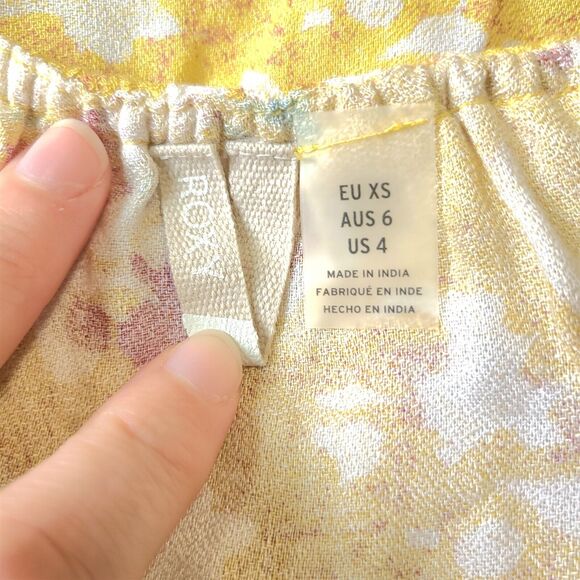 ROXY
EU XS
AUS 6
US 4
MADE IN INDIA
FABRIQUÉ EN INDE
HECHO EN INDIA